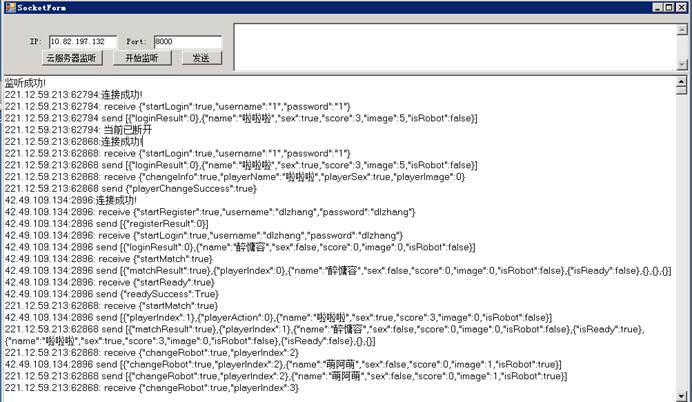 SocketForm
IP: 10.82.197.132 Port: 8000
云服务器监听 开始监听 发送
监听成功!
221.12.59.213:62794:连接成功!
221.12.59.213:62794: receive {"startLogin":true,"username":"1","password":"1"}
221.12.59.213:62794 send [{"loginResult":0},{"name":"啦啦啦","sex":true,"score":3,"image":5,"isRobot":false}]
221.12.59.213:62794: 当前已断开
221.12.59.213:62868:连接成功!
221.12.59.213:62868: receive {"startLogin":true,"username":"1","password":"1"}
221.12.59.213:62868 send [{"loginResult":0},{"name":"啦啦啦","sex":true,"score":3,"image":5,"isRobot":false}]
221.12.59.213:62868: receive {"changeInfo":true,"playerName":"啦啦啦","playerSex":true,"playerImage":0}
221.12.59.213:62868 send {"playerChangeSuccess":true}
42.49.109.134:2896:连接成功!
42.49.109.134:2896: receive {"startRegister":true,"username":"dlzhang","password":"dlzhang"}
42.49.109.134:2896 send [{"registerResult":0}]
42.49.109.134:2896: receive {"startLogin":true,"username":"dlzhang","password":"dlzhang"}
42.49.109.134:2896 send [{"loginResult":0},{"name":"醉慵容","sex":false,"score":0,"image":0,"isRobot":false}]
42.49.109.134:2896: receive {"startMatch":true}
42.49.109.134:2896 send [{"matchResult":true},{"playerIndex":0},{"name":"醉慵容","sex":false,"score":0,"image":0,"isRobot":false},{"isReady":false},{},{},{}]
42.49.109.134:2896: receive {"startReady":true}
42.49.109.134:2896 send {"readySuccess":True}
221.12.59.213:62868: receive {"startMatch":true}
42.49.109.134:2896 send [{"playerIndex":1},{"playerAction":0},{"name":"啦啦啦","sex":true,"score":3,"image":0,"isRobot":false}]
221.12.59.213:62868 send [{"matchResult":true},{"playerIndex":1},{"name":"醉慵容","sex":false,"score":0,"image":0,"isRobot":false},{"isReady":true},
{"name":"啦啦啦","sex":true,"score":3,"image":0,"isRobot":false},{"isReady":false},{},{}]
221.12.59.213:62868: receive {"changeRobot":true,"playerIndex":2}
42.49.109.134:2896 send [{"changeRobot":true,"playerIndex":2},{"name":"萌阿萌","sex":false,"score":0,"image":1,"isRobot":true}]
221.12.59.213:62868 send [{"changeRobot":true,"playerIndex":2},{"name":"萌阿萌","sex":false,"score":0,"image":1,"isRobot":true}]
221.12.59.213:62868: receive {"changeRobot":true,"playerIndex":3}